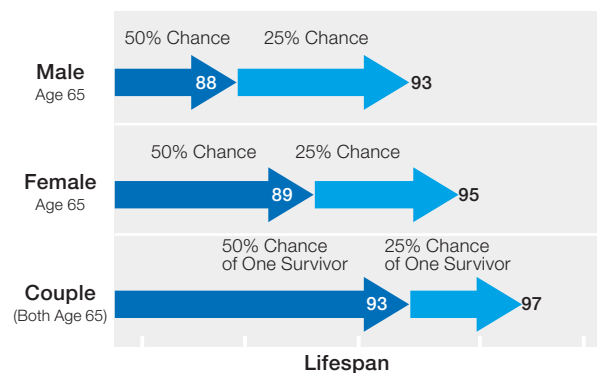 50% Chance 25% Chance
Male
Age 65
88
93
50% Chance 25% Chance
Female
Age 65
89
95
50% Chance
of One Survivor
25% Chance
of One Survivor
Couple
(Both Age 65)
93
97
Lifespan